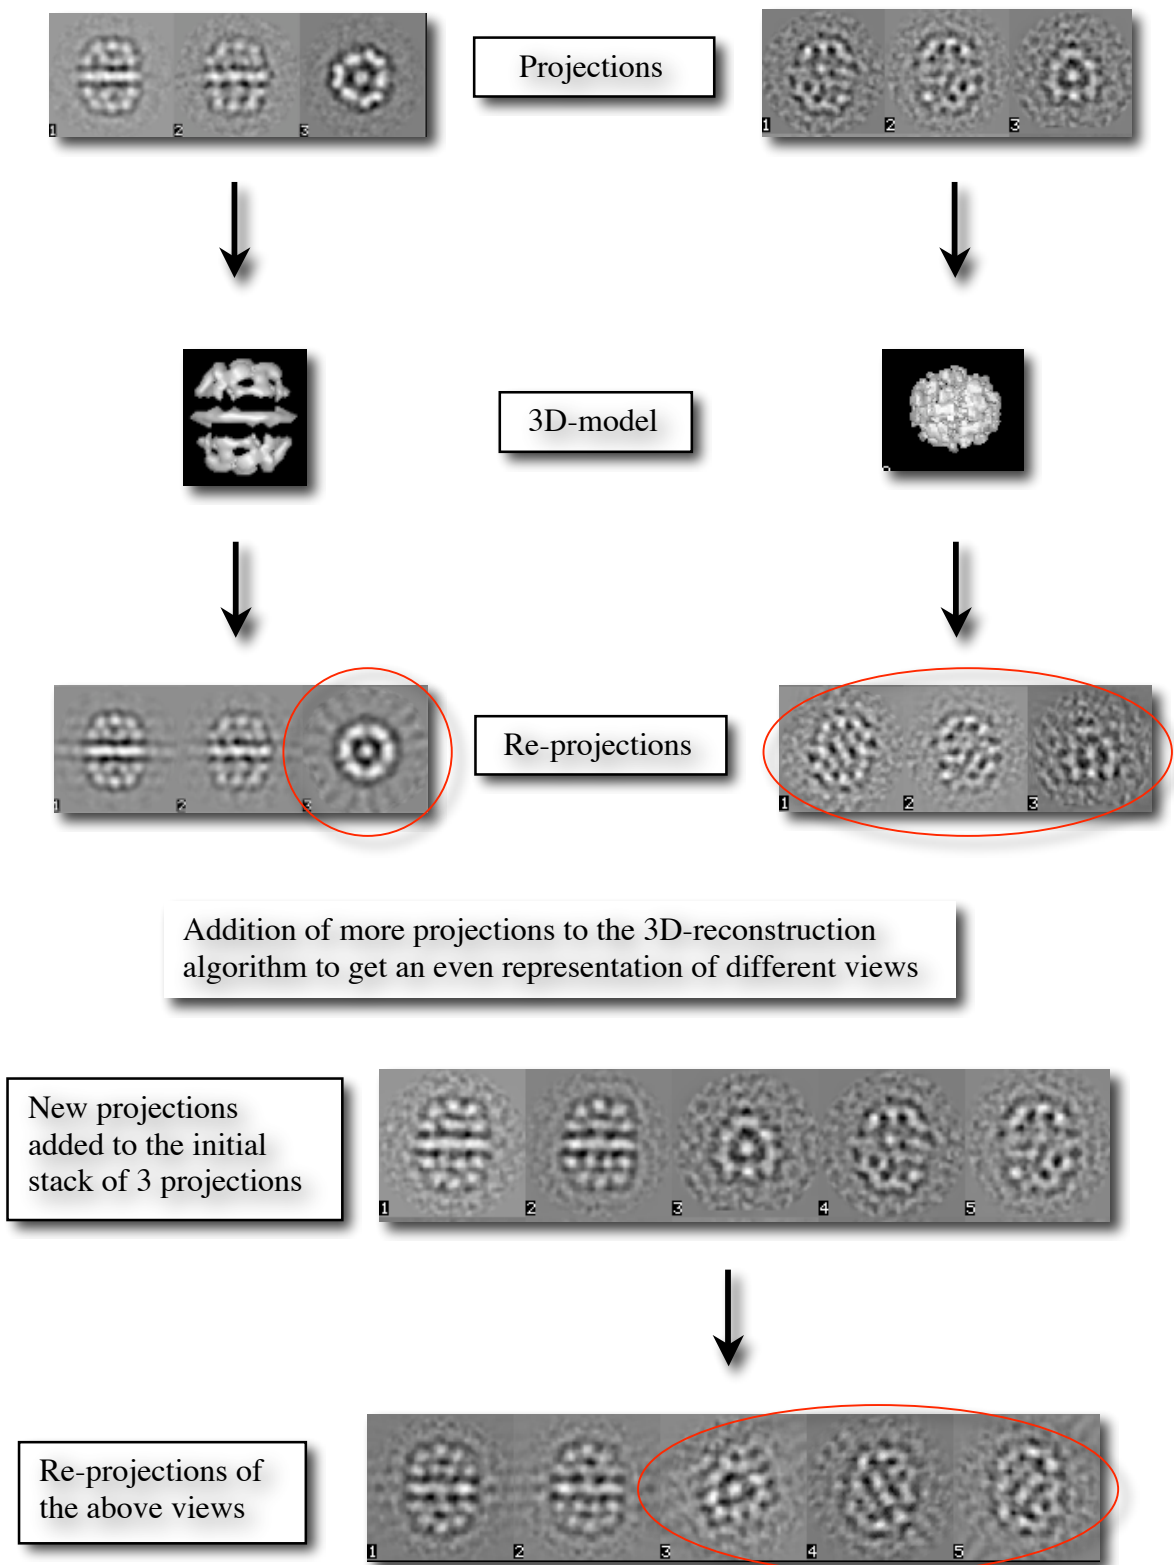 1 2 3
Projections
1 2 3
3D-model
1 2 3
Re-projections
1 2 3
Addition of more projections to the 3D-reconstruction
algorithm to get an even representation of different views
New projections
added to the initial
stack of 3 projections
1 2 3 4 5
Re-projections of
the above views
1 2 3 4 5